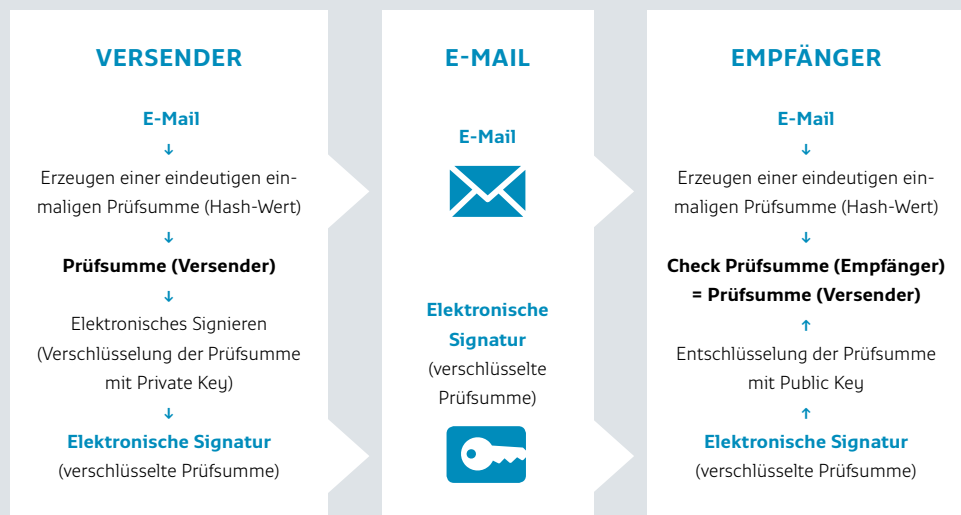 VERSENDER
E-Mail
↓
Erzeugen einer eindeutigen ein-
maligen Prüfsumme (Hash-Wert)
↓
Prüfsumme (Versender)
↓
Elektronisches Signieren
(Verschlüsselung der Prüfsumme
mit Private Key)
↓
Elektronische Signatur
(verschlüsselte Prüfsumme)
E-MAIL
E-Mail
Elektronische
Signatur
(verschlüsselte
Prüfsumme)
EMPFÄNGER
E-Mail
↓
Erzeugen einer eindeutigen ein-
maligen Prüfsumme (Hash-Wert)
↓
Check Prüfsumme (Empfänger)
= Prüfsumme (Versender)
↑
Entschlüsselung der Prüfsumme
mit Public Key
↑
Elektronische Signatur
(verschlüsselte Prüfsumme)